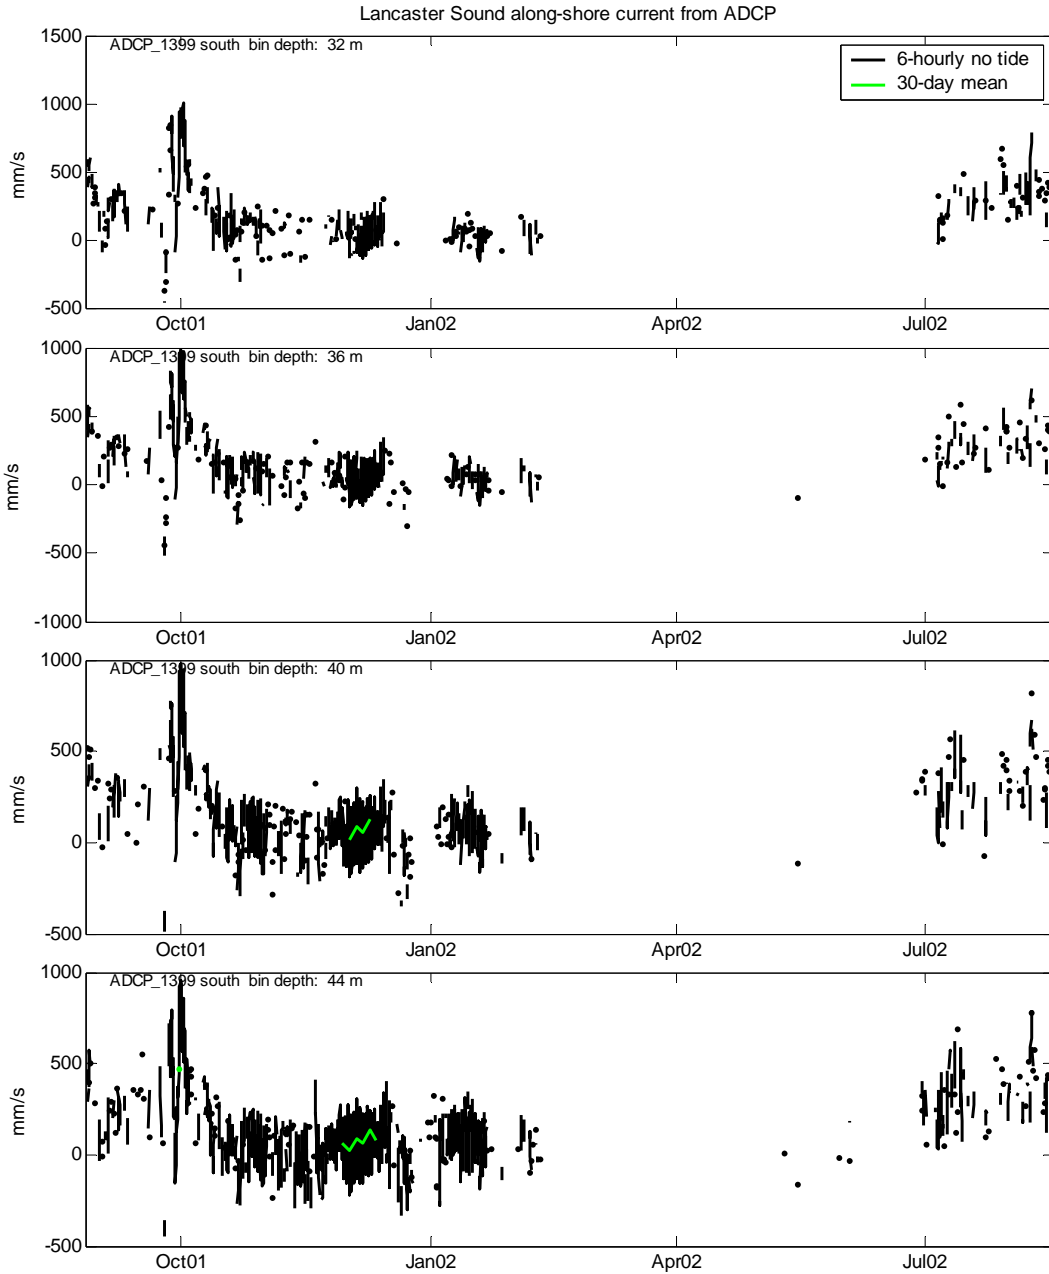 Lancaster Sound along-shore current from ADCP
ADCP_1399 south  bin depth:  32 m
6-hourly no tide
30-day mean
1500
1000
500
0
-500
mm/s
Oct01 Jan02 Apr02 Jul02
ADCP_1399 south  bin depth:  36 m
1000
500
0
-500
-1000
mm/s
Oct01 Jan02 Apr02 Jul02
ADCP_1399 south  bin depth:  40 m
1000
500
0
-500
mm/s
Oct01 Jan02 Apr02 Jul02
ADCP_1399 south  bin depth:  44 m
1000
500
0
-500
mm/s
Oct01 Jan02 Apr02 Jul02